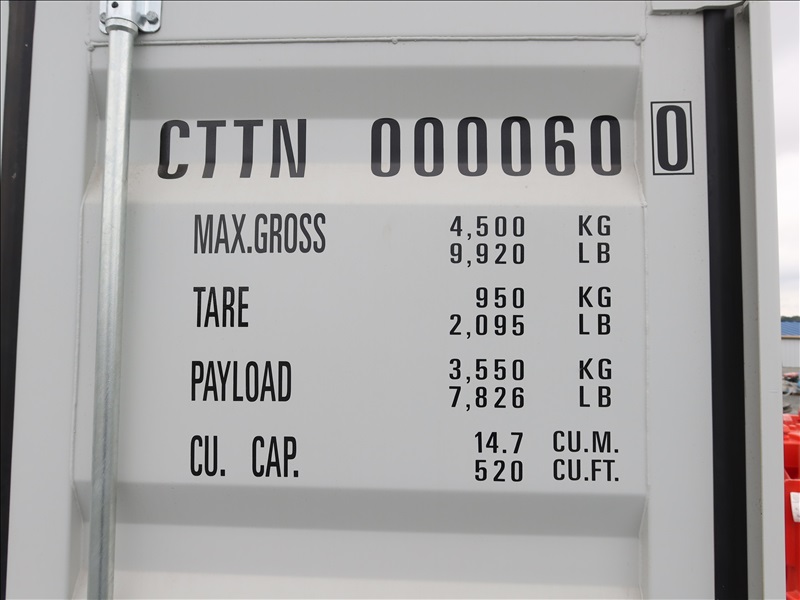 CTTN 000060 0
MAX.GROSS 4,500 KG
9,920 LB
TARE 950 KG
2,095 LB
PAYLOAD 3,550 KG
7,826 LB
CU. CAP. 14.7 CU.M.
520 CU.FT.